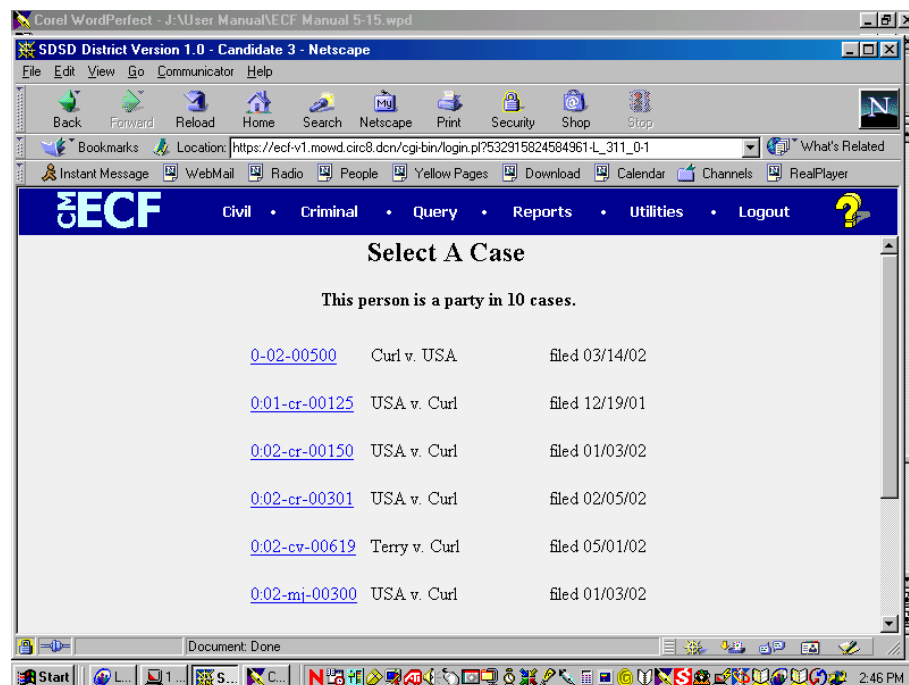 Corel WordPerfect - J:\User Manual\ECF Manual 5-15.wpd
SDSD District Version 1.0 - Candidate 3 - Netscape
File Edit View Go Communicator Help
Back Forward Reload Home Search Netscape Print Security Shop Stop
Bookmarks Location: https://ecf-v1.mowd.circ8.dcn/cgi-bin/login.pl?532915824584961-L_311_0-1 What's Related
Instant Message WebMail Radio People Yellow Pages Download Calendar Channels RealPlayer
CM ECF Civil • Criminal • Query • Reports • Utilities • Logout ?
Select A Case
This person is a party in 10 cases.
0-02-00500 Curl v. USA filed 03/14/02
0:01-cr-00125 USA v. Curl filed 12/19/01
0:02-cr-00150 USA v. Curl filed 01/03/02
0:02-cr-00301 USA v. Curl filed 02/05/02
0:02-cv-00619 Terry v. Curl filed 05/01/02
0:02-mj-00300 USA v. Curl filed 01/03/02
Document: Done
Start L... 1 ... S... C... 2:46 PM